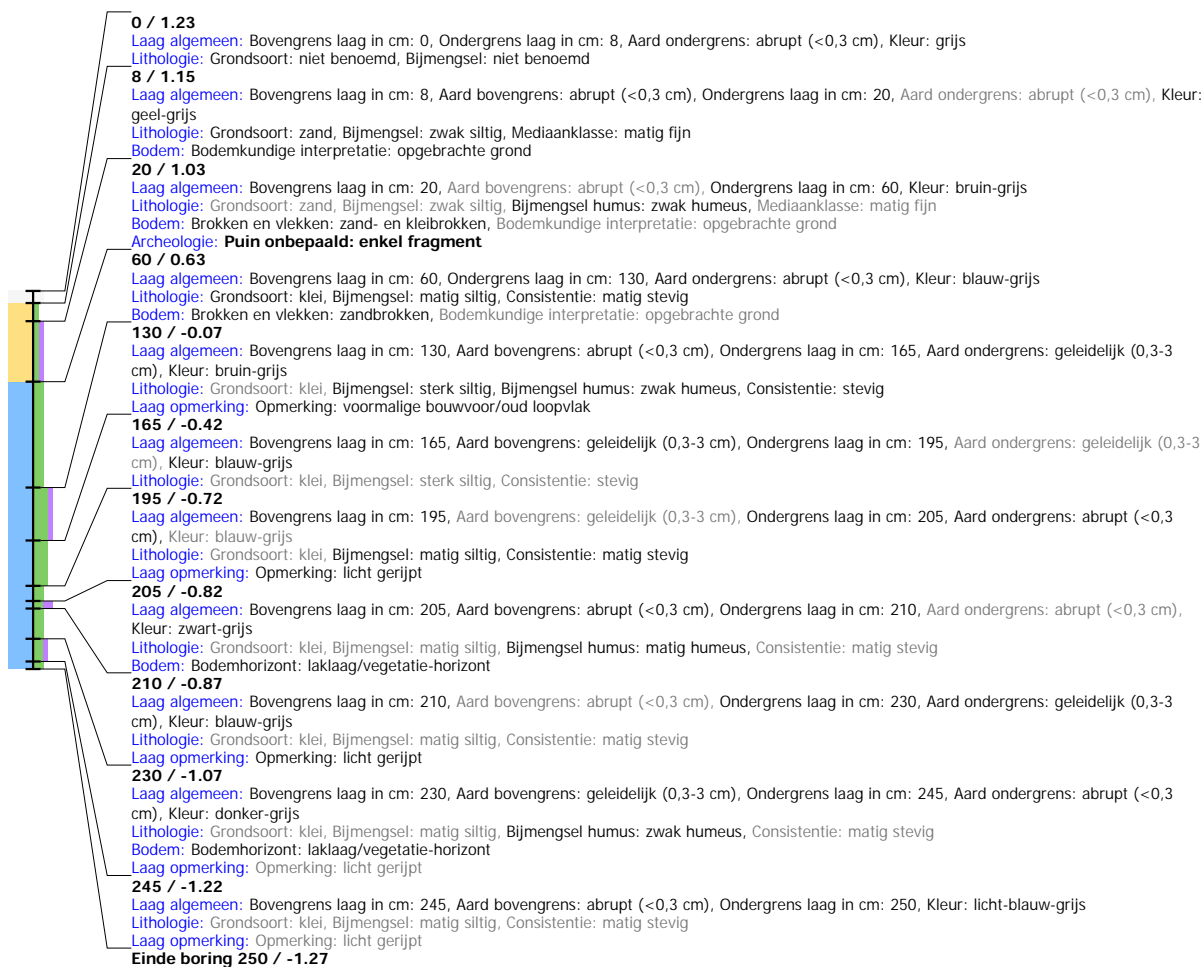 0 / 1.23
Laag algemeen: Bovengrens laag in cm: 0, Ondergrens laag in cm: 8, Aard ondergrens: abrupt (<0,3 cm), Kleur: grijs
Lithologie: Grondsoort: niet benoemd, Bijmengsel: niet benoemd
8 / 1.15
Laag algemeen: Bovengrens laag in cm: 8, Aard bovengrens: abrupt (<0,3 cm), Ondergrens laag in cm: 20, Aard ondergrens: abrupt (<0,3 cm), Kleur:
geel-grijs
Lithologie: Grondsoort: zand, Bijmengsel: zwak siltig, Mediaanklasse: matig fijn
Bodem: Bodemkundige interpretatie: opgebrachte grond
20 / 1.03
Laag algemeen: Bovengrens laag in cm: 20, Aard bovengrens: abrupt (<0,3 cm), Ondergrens laag in cm: 60, Kleur: bruin-grijs
Lithologie: Grondsoort: zand, Bijmengsel: zwak siltig, Bijmengsel humus: zwak humeus, Mediaanklasse: matig fijn
Bodem: Brokken en vlekken: zand- en kleibrokken, Bodemkundige interpretatie: opgebrachte grond
Archeologie: Puin onbepaald: enkel fragment
60 / 0.63
Laag algemeen: Bovengrens laag in cm: 60, Ondergrens laag in cm: 130, Aard ondergrens: abrupt (<0,3 cm), Kleur: blauw-grijs
Lithologie: Grondsoort: klei, Bijmengsel: matig siltig, Consistentie: matig stevig
Bodem: Brokken en vlekken: zandbrokken, Bodemkundige interpretatie: opgebrachte grond
130 / -0.07
Laag algemeen: Bovengrens laag in cm: 130, Aard bovengrens: abrupt (<0,3 cm), Ondergrens laag in cm: 165, Aard ondergrens: geleidelijk (0,3-3
cm), Kleur: bruin-grijs
Lithologie: Grondsoort: klei, Bijmengsel: sterk siltig, Bijmengsel humus: zwak humeus, Consistentie: stevig
Laag opmerking: Opmerking: voormalige bouwvoor/oud loopvlak
165 / -0.42
Laag algemeen: Bovengrens laag in cm: 165, Aard bovengrens: geleidelijk (0,3-3 cm), Ondergrens laag in cm: 195, Aard ondergrens: geleidelijk (0,3-3
cm), Kleur: blauw-grijs
Lithologie: Grondsoort: klei, Bijmengsel: sterk siltig, Consistentie: stevig
195 / -0.72
Laag algemeen: Bovengrens laag in cm: 195, Aard bovengrens: geleidelijk (0,3-3 cm), Ondergrens laag in cm: 205, Aard ondergrens: abrupt (<0,3
cm), Kleur: blauw-grijs
Lithologie: Grondsoort: klei, Bijmengsel: matig siltig, Consistentie: matig stevig
Laag opmerking: Opmerking: licht gerijpt
205 / -0.82
Laag algemeen: Bovengrens laag in cm: 205, Aard bovengrens: abrupt (<0,3 cm), Ondergrens laag in cm: 210, Aard ondergrens: abrupt (<0,3 cm),
Kleur: zwart-grijs
Lithologie: Grondsoort: klei, Bijmengsel: matig siltig, Bijmengsel humus: matig humeus, Consistentie: matig stevig
Bodem: Bodemhorizont: laklaag/vegetatie-horizont
210 / -0.87
Laag algemeen: Bovengrens laag in cm: 210, Aard bovengrens: abrupt (<0,3 cm), Ondergrens laag in cm: 230, Aard ondergrens: geleidelijk (0,3-3
cm), Kleur: blauw-grijs
Lithologie: Grondsoort: klei, Bijmengsel: matig siltig, Consistentie: matig stevig
Laag opmerking: Opmerking: licht gerijpt
230 / -1.07
Laag algemeen: Bovengrens laag in cm: 230, Aard bovengrens: geleidelijk (0,3-3 cm), Ondergrens laag in cm: 245, Aard ondergrens: abrupt (<0,3
cm), Kleur: donker-grijs
Lithologie: Grondsoort: klei, Bijmengsel: matig siltig, Bijmengsel humus: zwak humeus, Consistentie: matig stevig
Bodem: Bodemhorizont: laklaag/vegetatie-horizont
Laag opmerking: Opmerking: licht gerijpt
245 / -1.22
Laag algemeen: Bovengrens laag in cm: 245, Aard bovengrens: abrupt (<0,3 cm), Ondergrens laag in cm: 250, Kleur: licht-blauw-grijs
Lithologie: Grondsoort: klei, Bijmengsel: matig siltig, Consistentie: matig stevig
Laag opmerking: Opmerking: licht gerijpt
Einde boring 250 / -1.27